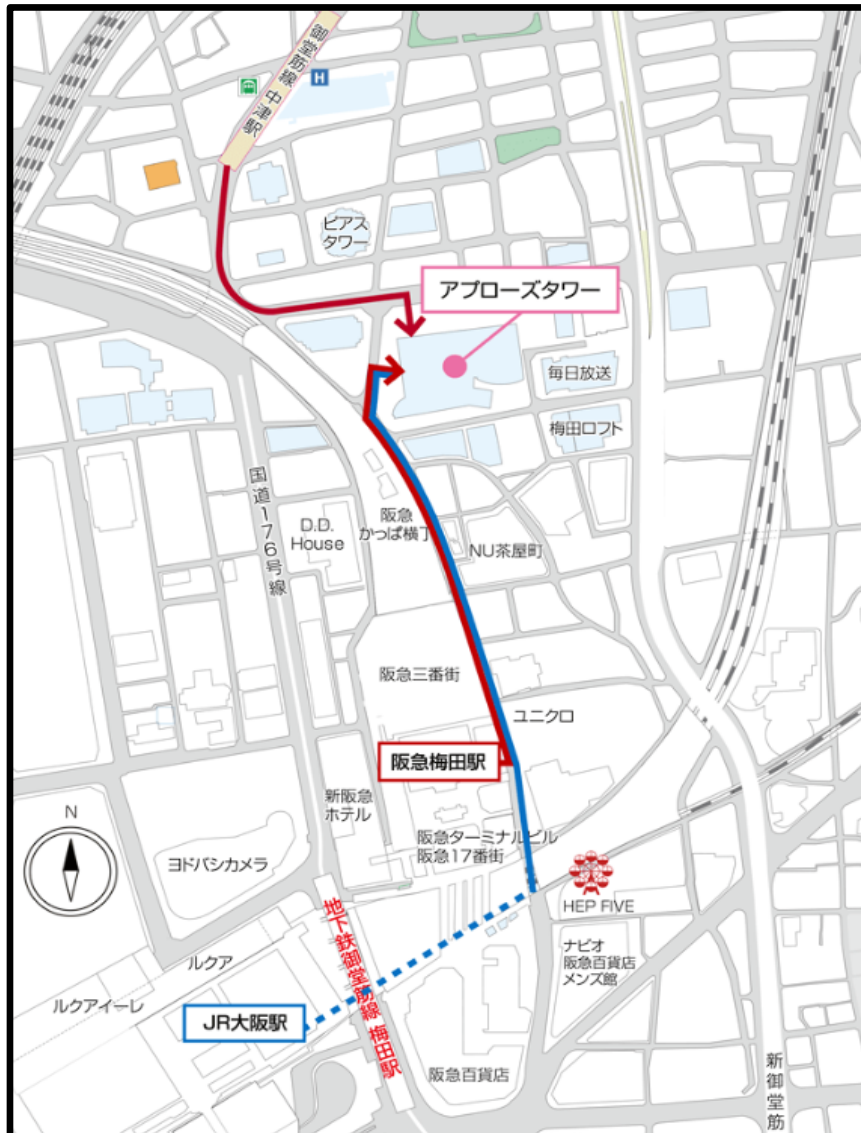 御堂筋線 中津駅
H
ピアス
タワー
アプローズタワー
毎日放送
梅田ロフト
国道176号線
D.D.
House
阪急
かっぱ横丁
NU茶屋町
阪急三番街
ユニクロ
阪急梅田駅
新阪急
ホテル
N
阪急ターミナルビル
阪急17番街
ヨドバシカメラ
HEP FIVE
地下鉄御堂筋線 梅田駅
ナビオ
阪急百貨店
メンズ館
ルクア
ルクアイーレ
JR大阪駅
阪急百貨店
新御堂筋